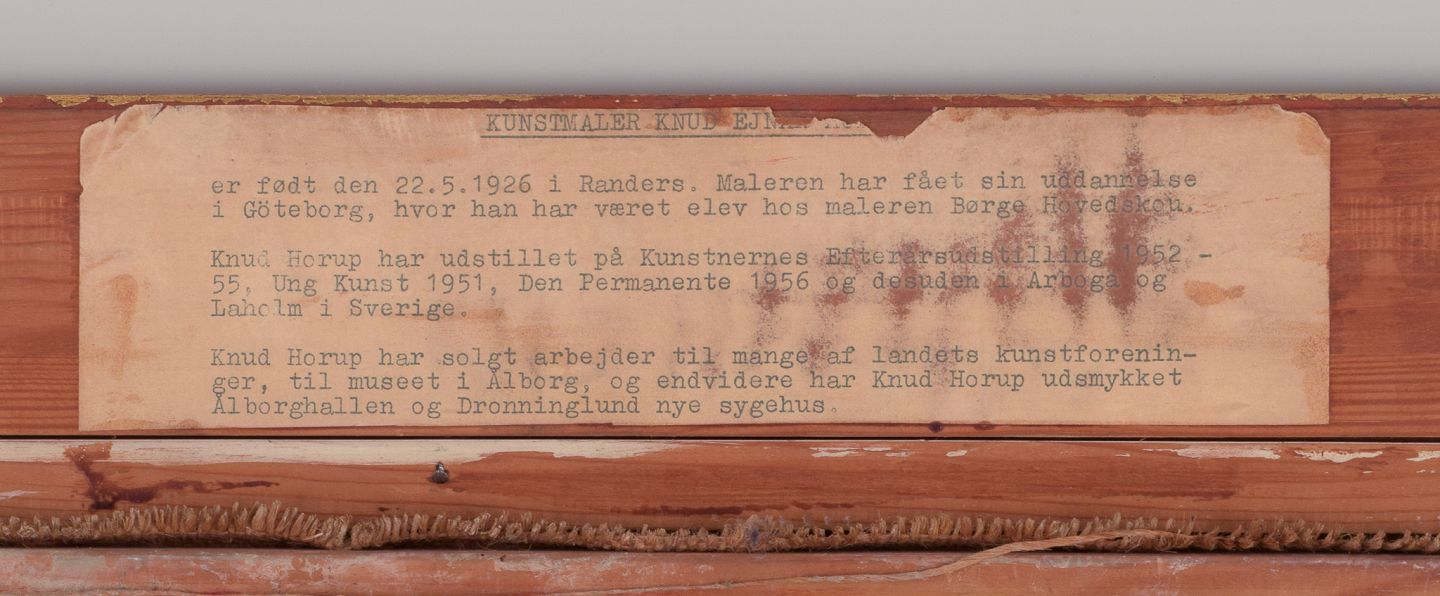 KUNSTMALER KNUD
er født den 22.5.1926 i Randers. Maleren har fået sin uddannelse
i Göteborg, hvor han har været elev hos maleren Børge Hovedskou.
Knud Horup har udstillet på Kunstnernes Efterårsudstilling 1952 -
55, Ung Kunst 1951, Den Permanente 1956 og desuden i Arboga og
Laholm i Sverige.
Knud Horup har solgt arbejder til mange af landets kunstforenin-
ger, til museet i Ålborg, og endvidere har Knud Horup udsmykket
Ålborghallen og Dronninglund nye sygehus.